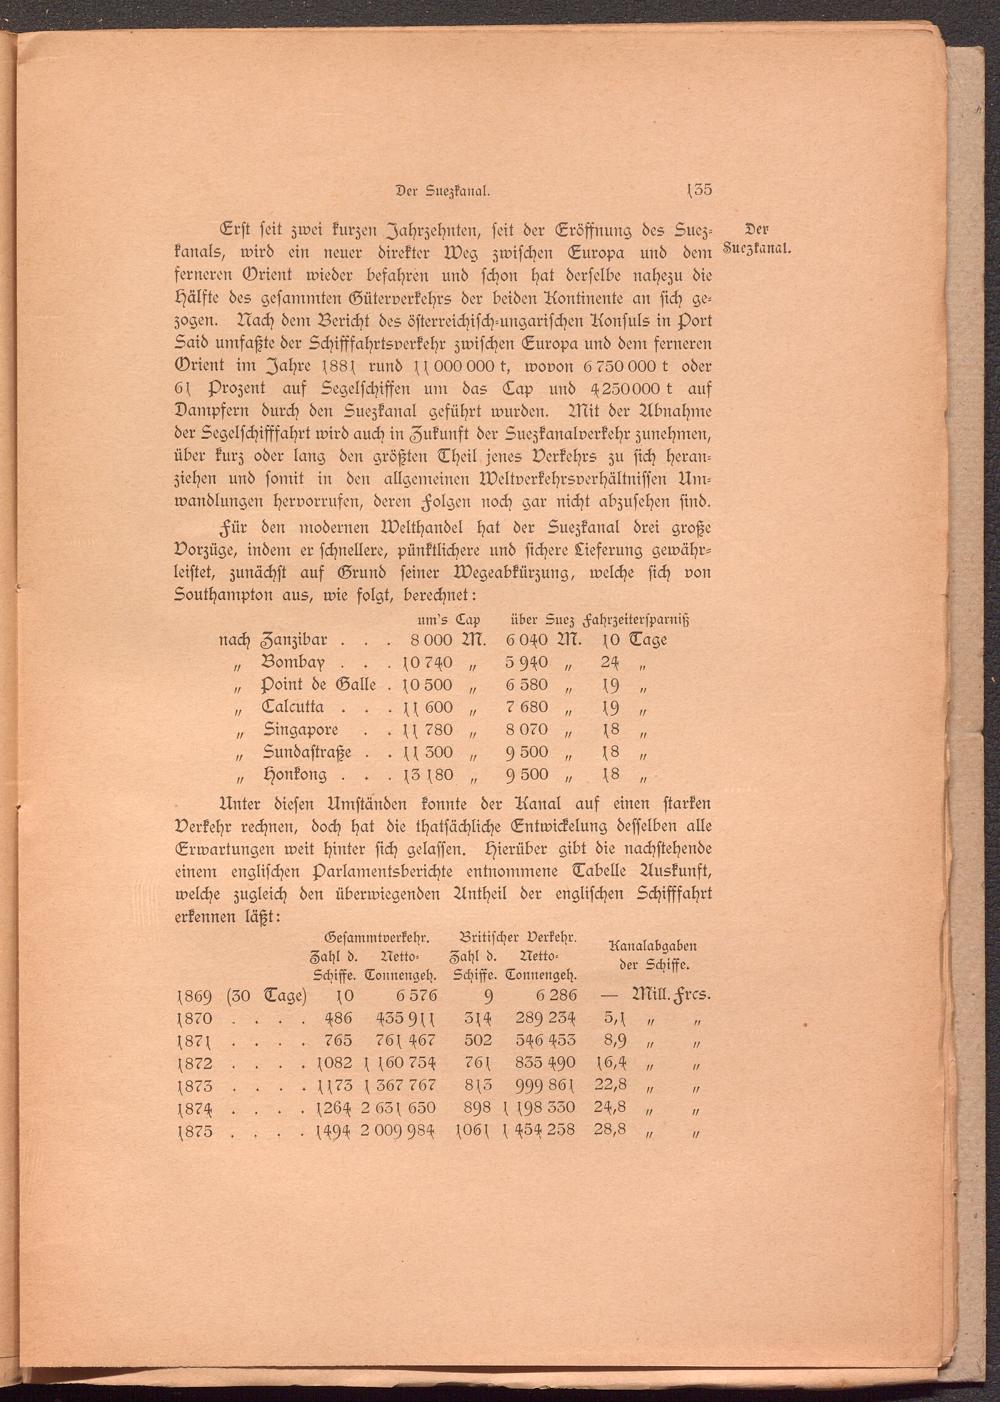 Der Suezkanal. 135
Erst seit zwei kurzen Jahrzehnten, seit der Eröffnung des Suez-
kanals, wird ein neuer direkter Weg zwischen Europa und dem
ferneren Orient wieder befahren und schon hat derselbe nahezu die
Hälfte des gesammten Güterverkehrs der beiden Kontinente an sich ge-
zogen. Nach dem Bericht des österreichisch-ungarischen Konsuls in Port
Said umfaßte der Schifffahrtsverkehr zwischen Europa und dem ferneren
Orient im Jahre 1881 rund 11 000 000 t, wovon 6 750 000 t oder
61 Prozent auf Segelschiffen um das Cap und 4 250 000 t auf
Dampfern durch den Suezkanal geführt wurden. Mit der Abnahme
der Segelschifffahrt wird auch in Zukunft der Suezkanalverkehr zunehmen,
über kurz oder lang den größten Theil jenes Verkehrs zu sich heran-
ziehen und somit in den allgemeinen Weltverkehrsverhältnissen Um-
wandlungen hervorrufen, deren Folgen noch gar nicht abzusehen sind.
Der
Suezkanal.
Für den modernen Welthandel hat der Suezkanal drei große
Vorzüge, indem er schnellere, pünktlichere und sichere Lieferung gewähr-
leistet, zunächst auf Grund seiner Wegeabkürzung, welche sich von
Southampton aus, wie folgt, berechnet:
um's Cap über Suez Fahrzeitersparniß
nach Zanzibar . . . 8 000 M. 6 040 M. 10 Tage
„ Bombay . . . 10 740 „ 5 940 „ 24 „
„ Point de Galle . 10 500 „ 6 580 „ 19 „
„ Calcutta . . . 11 600 „ 7 680 „ 19 „
„ Singapore . . 11 780 „ 8 070 „ 18 „
„ Sundastraße . . 11 300 „ 9 500 „ 18 „
„ Honkong . . . 13 180 „ 9 500 „ 18 „
Unter diesen Umständen konnte der Kanal auf einen starken
Verkehr rechnen, doch hat die thatsächliche Entwickelung desselben alle
Erwartungen weit hinter sich gelassen. Hierüber gibt die nachstehende
einem englischen Parlamentsberichte entnommene Tabelle Auskunft,
welche zugleich den überwiegenden Antheil der englischen Schifffahrt
erkennen läßt:
Gesammtverkehr. Britischer Verkehr. Kanalabgaben
Zahl d. Netto- Zahl d. Netto- der Schiffe.
Schiffe. Tonnengeh. Schiffe. Tonnengeh.
1869 (30 Tage) 10 6 576 9 6 286 — Mill. Frcs.
1870 . . . . 486 435 911 314 289 234 5,1 „ „
1871 . . . . 765 761 467 502 546 453 8,9 „ „
1872 . . . . 1082 1 160 754 761 835 490 16,4 „ „
1873 . . . . 1173 1 367 767 813 999 861 22,8 „ „
1874 . . . . 1264 2 631 650 898 1 198 330 24,8 „ „
1875 . . . . 1494 2 009 984 1061 1 454 258 28,8 „ „